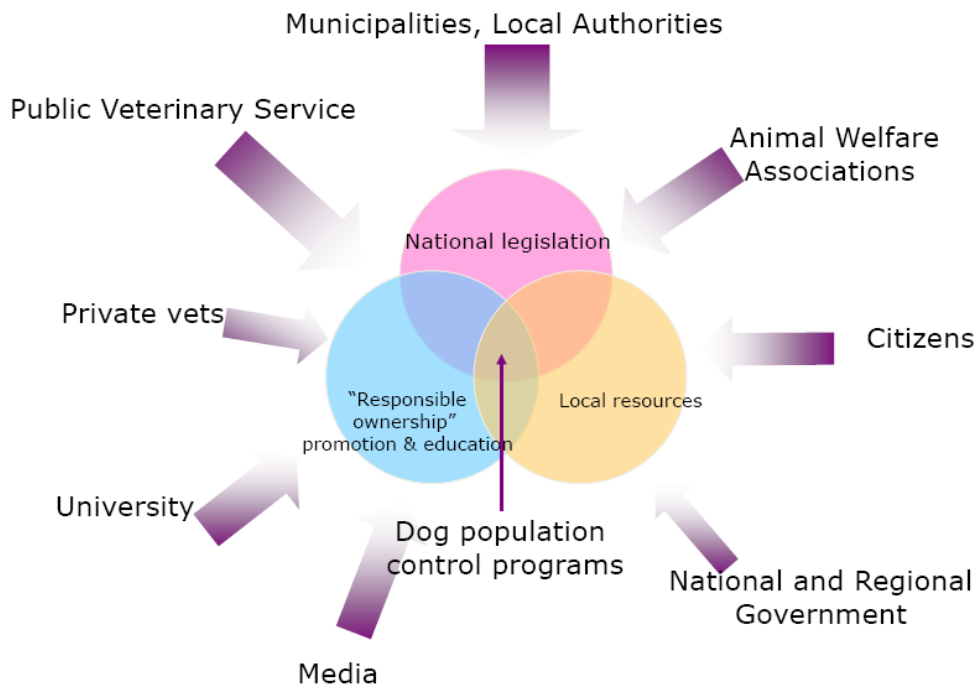 Municipalities, Local Authorities
Public Veterinary Service
Animal Welfare
Associations
National legislation
Private vets
Citizens
“Responsible
ownership”
promotion & education
Local resources
University
Dog population
control programs
National and Regional
Government
Media